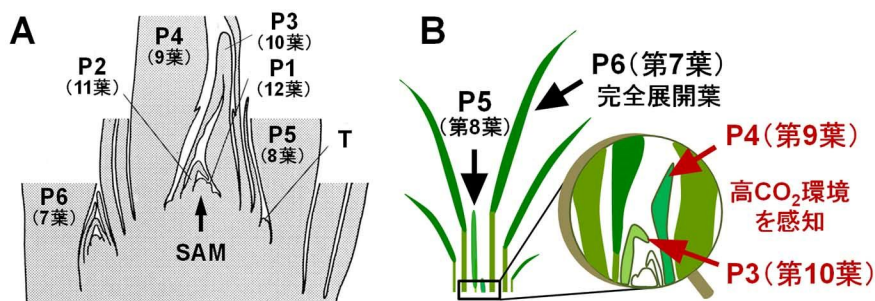 A
P3
(10葉)
P4
(9葉)
P1
(12葉)
P2
(11葉)
P5
(8葉)
T
P6
(7葉)
SAM
B
P6(第7葉)
完全展開葉
P5
(第8葉)
P4(第9葉)
高CO₂環境
を感知
P3(第10葉)